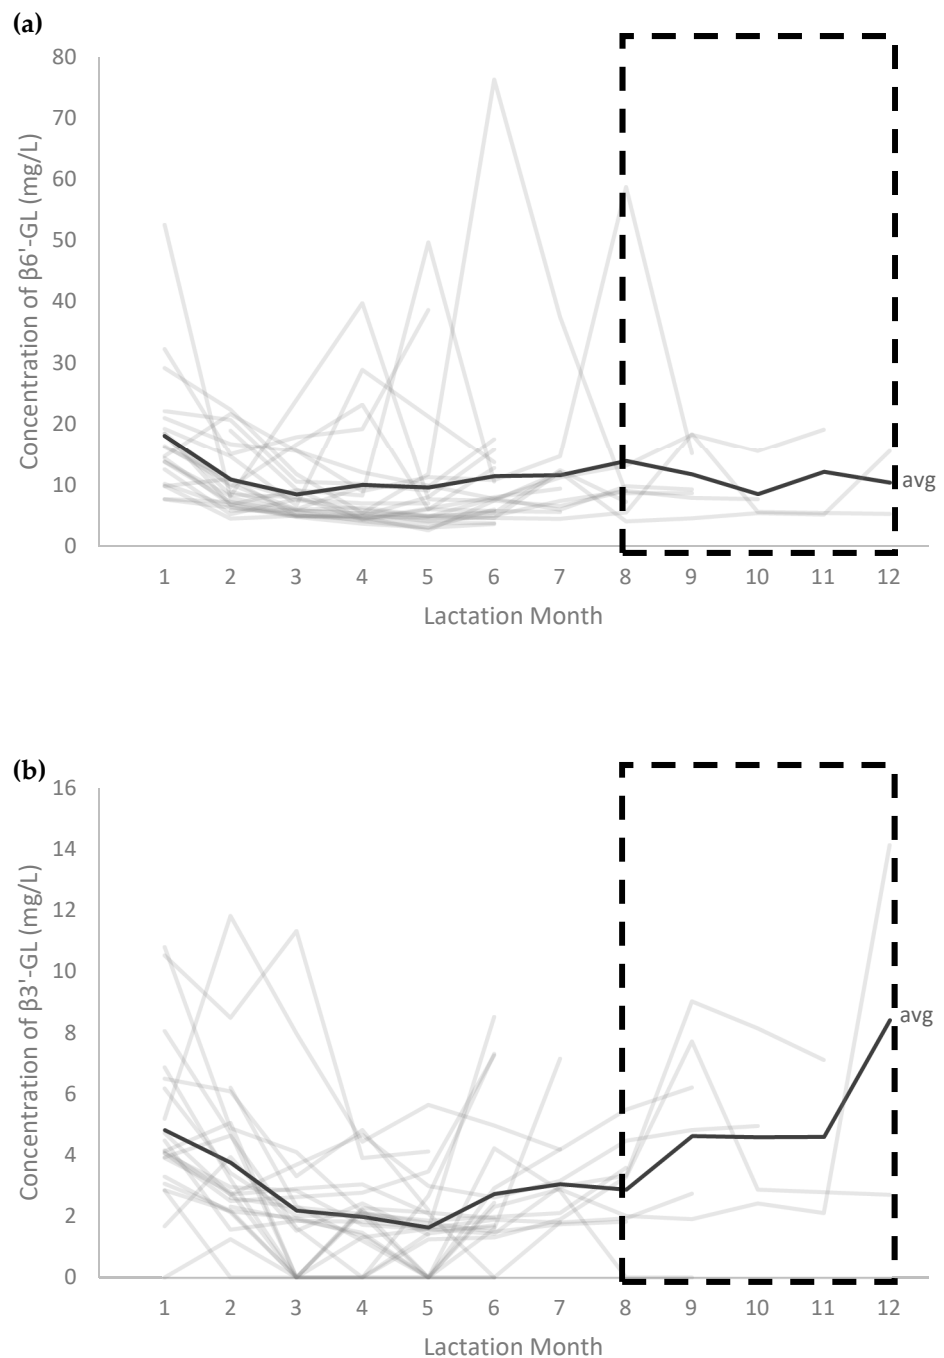 (a)
Concentration of β6'-GL (mg/L)
80
70
60
50
40
30
20
10
0
avg
1 2 3 4 5 6 7 8 9 10 11 12
Lactation Month
(b)
Concentration of β3'-GL (mg/L)
16
14
12
10
8
6
4
2
0
avg
1 2 3 4 5 6 7 8 9 10 11 12
Lactation Month